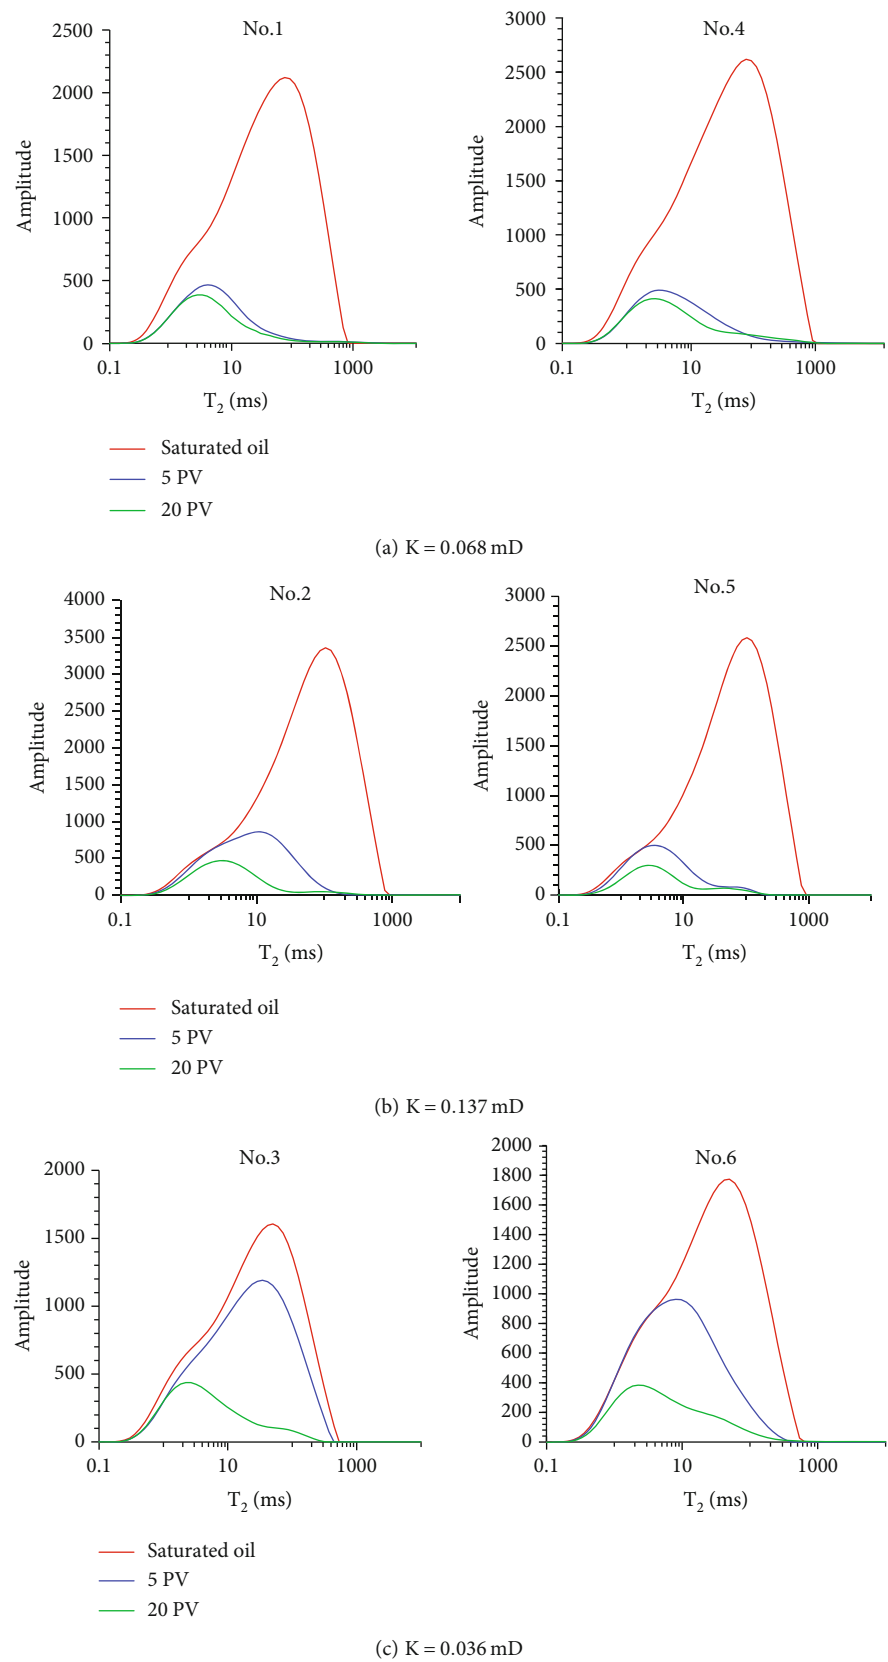 No.1
2500
2000
1500
1000
500
0
Amplitude
0.1 10 1000
T2 (ms)
No.4
3000
2500
2000
1500
1000
500
0
Amplitude
0.1 10 1000
T2 (ms)
Saturated oil
5 PV
20 PV
(a) K = 0.068 mD
No.2
4000
3500
3000
2500
2000
1500
1000
500
0
Amplitude
0.1 10 1000
T2 (ms)
No.5
3000
2500
2000
1500
1000
500
0
Amplitude
0.1 10 1000
T2 (ms)
Saturated oil
5 PV
20 PV
(b) K = 0.137 mD
No.3
2000
1500
1000
500
0
Amplitude
0.1 10 1000
T2 (ms)
No.6
2000
1800
1600
1400
1200
1000
800
600
400
200
0
Amplitude
0.1 10 1000
T2 (ms)
Saturated oil
5 PV
20 PV
(c) K = 0.036 mD